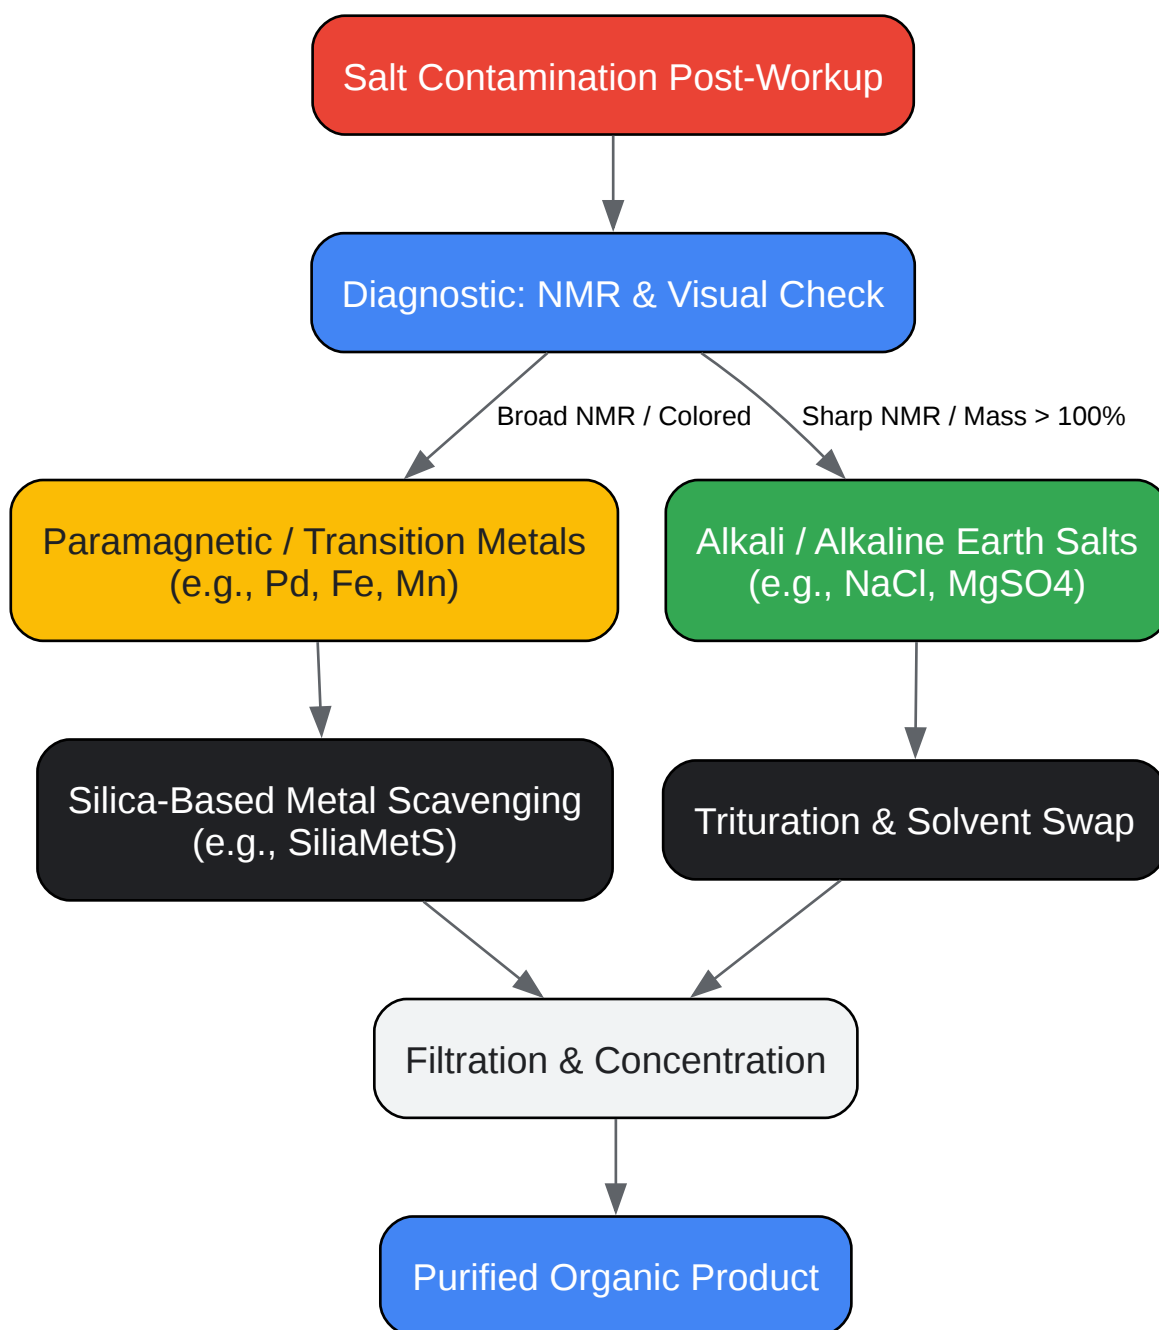 Salt Contamination Post-Workup
Diagnostic: NMR & Visual Check
Broad NMR / Colored
Sharp NMR / Mass > 100%
Paramagnetic / Transition Metals
(e.g., Pd, Fe, Mn)
Alkali / Alkaline Earth Salts
(e.g., NaCl, MgSO4)
Silica-Based Metal Scavenging
(e.g., SiliaMetS)
Trituration & Solvent Swap
Filtration & Concentration
Purified Organic Product